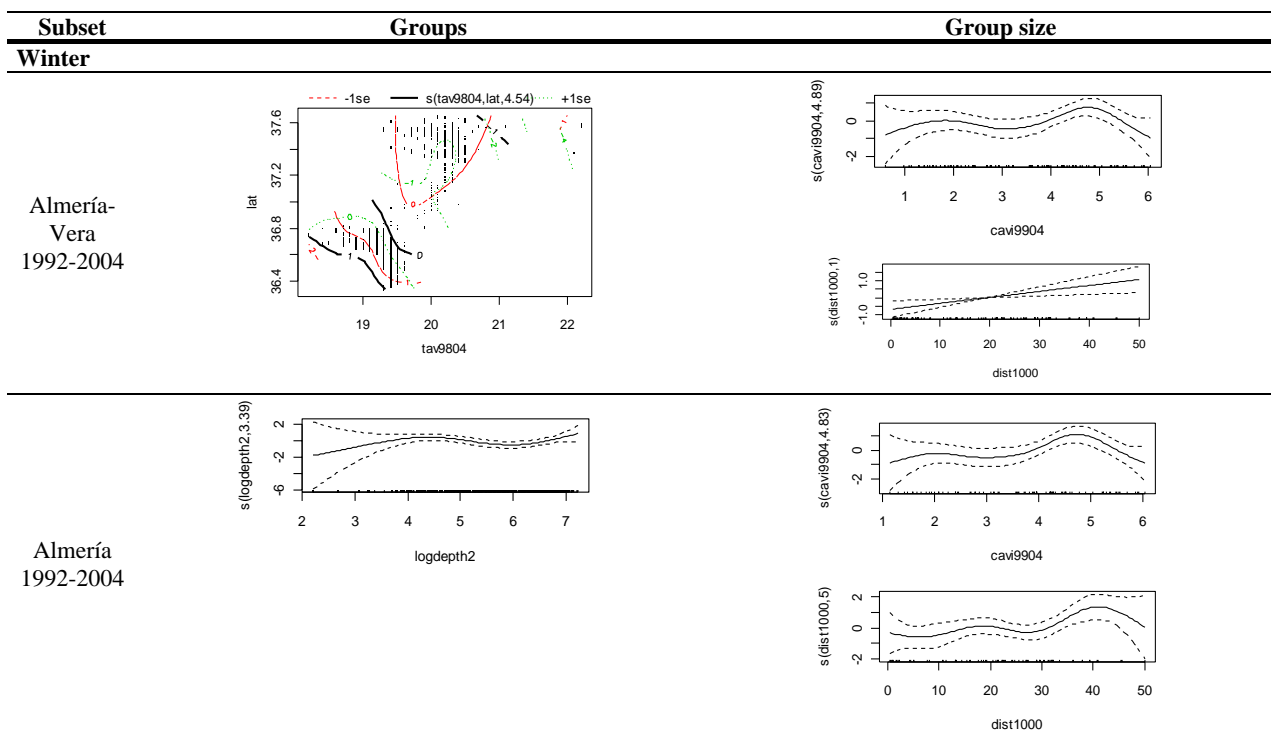 Subset Groups Group size
Winter
Almería-
Vera
1992-2004
-1se s(tav9804,lat,4.54) +1se
lat
36.4 36.8 37.2 37.6
19 20 21 22
tav9804
s(cavi9904,4.89)
-2 0
1 2 3 4 5 6
cavi9904
s(dist1000,1)
-1.0 1.0
0 10 20 30 40 50
dist1000
Almería
1992-2004
s(logdepth2,3.39)
-6 -2 2
2 3 4 5 6 7
logdepth2
s(cavi9904,4.83)
-2 0
1 2 3 4 5 6
cavi9904
s(dist1000,5)
-2 0 2
0 10 20 30 40 50
dist1000